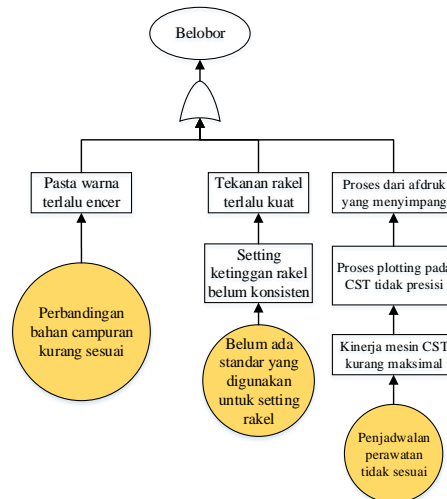 Belobor
Pasta warna
terlalu encer
Tekanan rakel
terlalu kuat
Proses dari afdruk
yang menyimpang
Setting
ketinggan rakel
belum konsisten
Proses plotting pada
CST tidak presisi
Perbandingan
bahan campuran
kurang sesuai
Belum ada
standar yang
digunakan
untuk setting
rakel
Kinerja mesin CST
kurang maksimal
Penjadwalan
perawatan
tidak sesuai